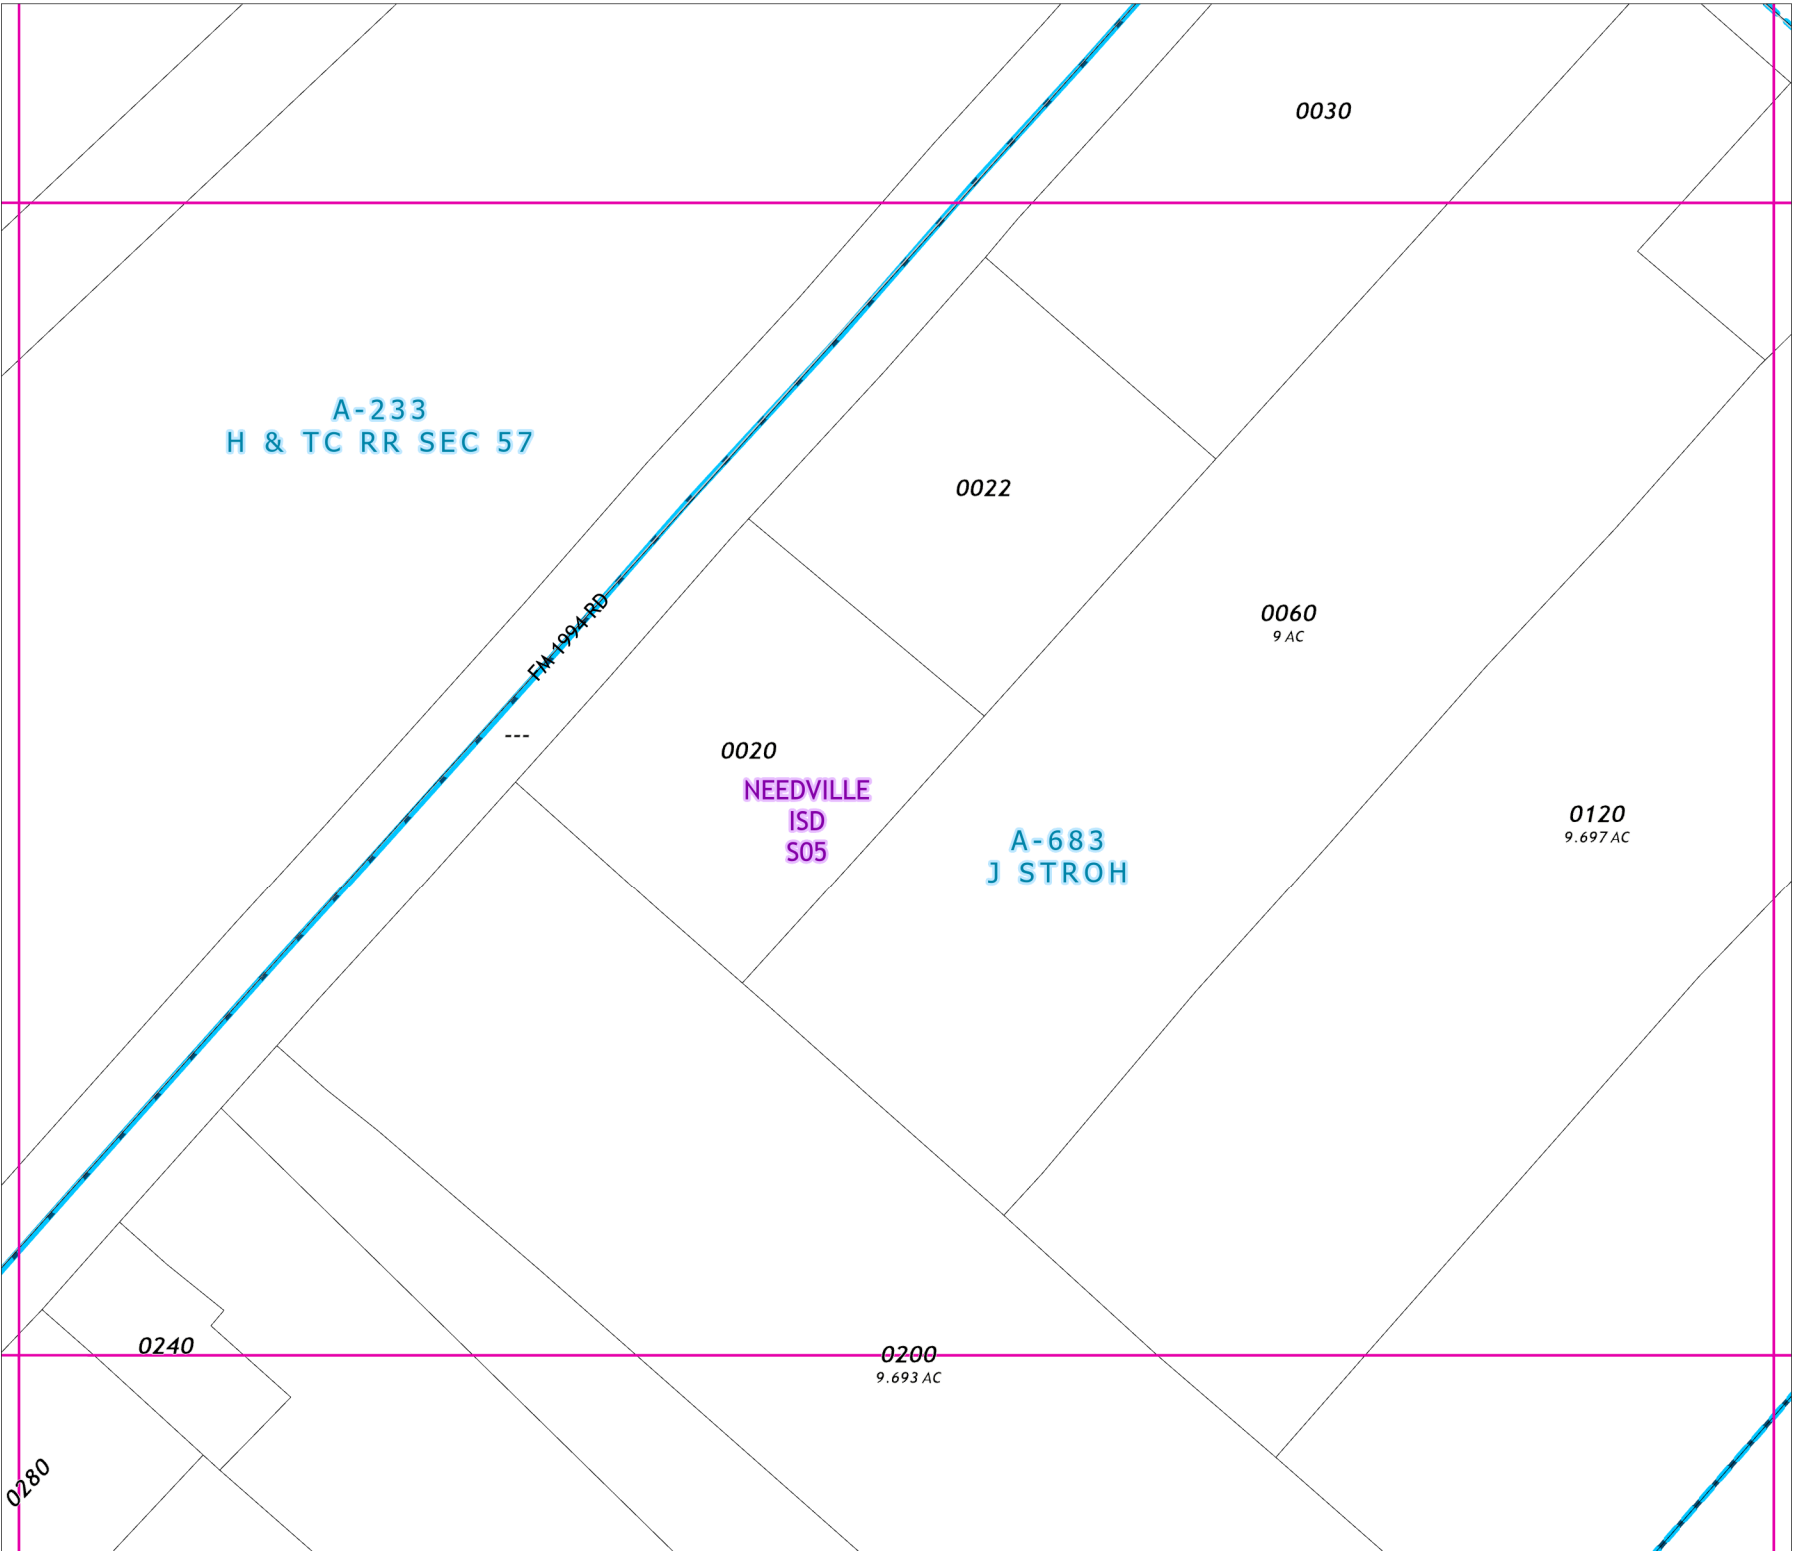 0030
A-233
H & TC RR SEC 57
0022
FM 1994 RD
0060
9 AC
---
0020
NEEDVILLE
ISD
S05
0120
9.697 AC
A-683
J STROH
0240
0200
9.693 AC
0280